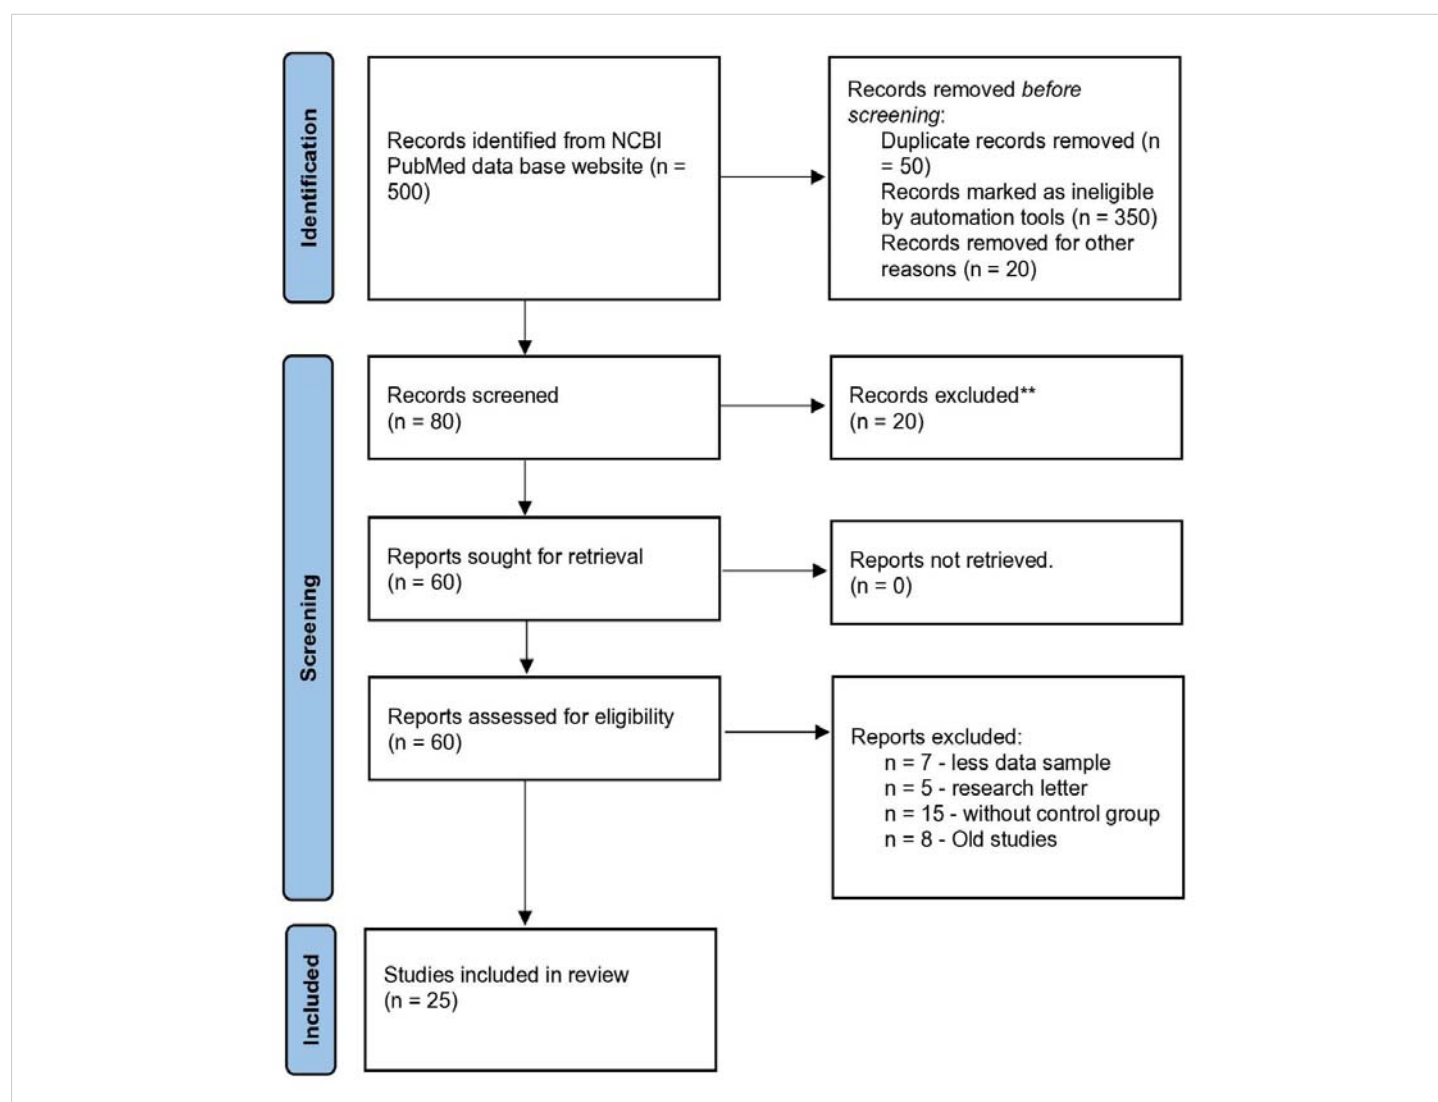 Identification
Records identified from NCBI
PubMed data base website (n =
500)
Records removed before
screening:
Duplicate records removed (n
= 50)
Records marked as ineligible
by automation tools (n = 350)
Records removed for other
reasons (n = 20)
Screening
Records screened
(n = 80)
Records excluded**
(n = 20)
Reports sought for retrieval
(n = 60)
Reports not retrieved.
(n = 0)
Reports assessed for eligibility
(n = 60)
Reports excluded:
n = 7 - less data sample
n = 5 - research letter
n = 15 - without control group
n = 8 - Old studies
Included
Studies included in review
(n = 25)